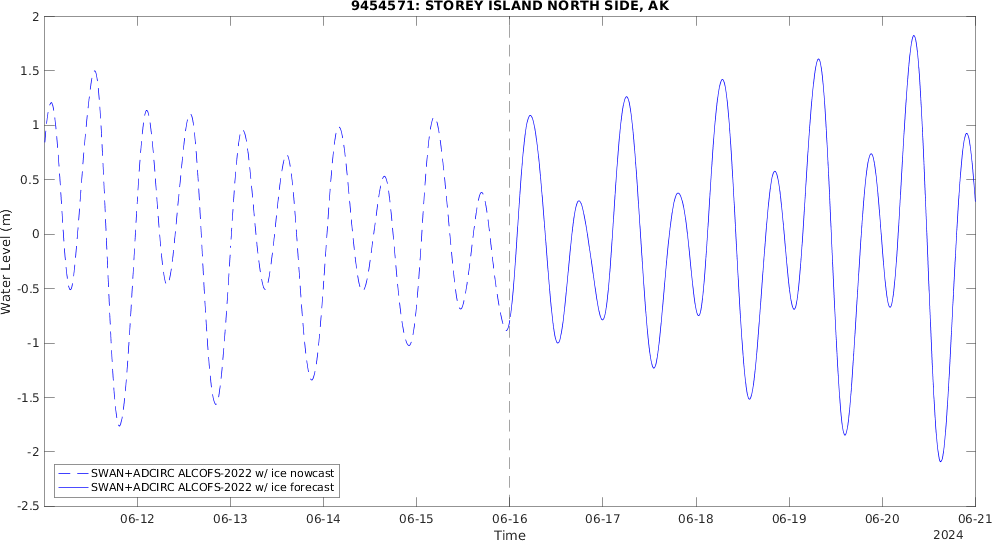 9454571: STOREY ISLAND NORTH SIDE, AK
2
1.5
1
0.5
0
-0.5
-1
-1.5
-2
-2.5
Water Level (m)
SWAN+ADCIRC ALCOFS-2022 w/ ice nowcast
SWAN+ADCIRC ALCOFS-2022 w/ ice forecast
06-12 06-13 06-14 06-15 06-16 06-17 06-18 06-19 06-20 06-21
Time
2024